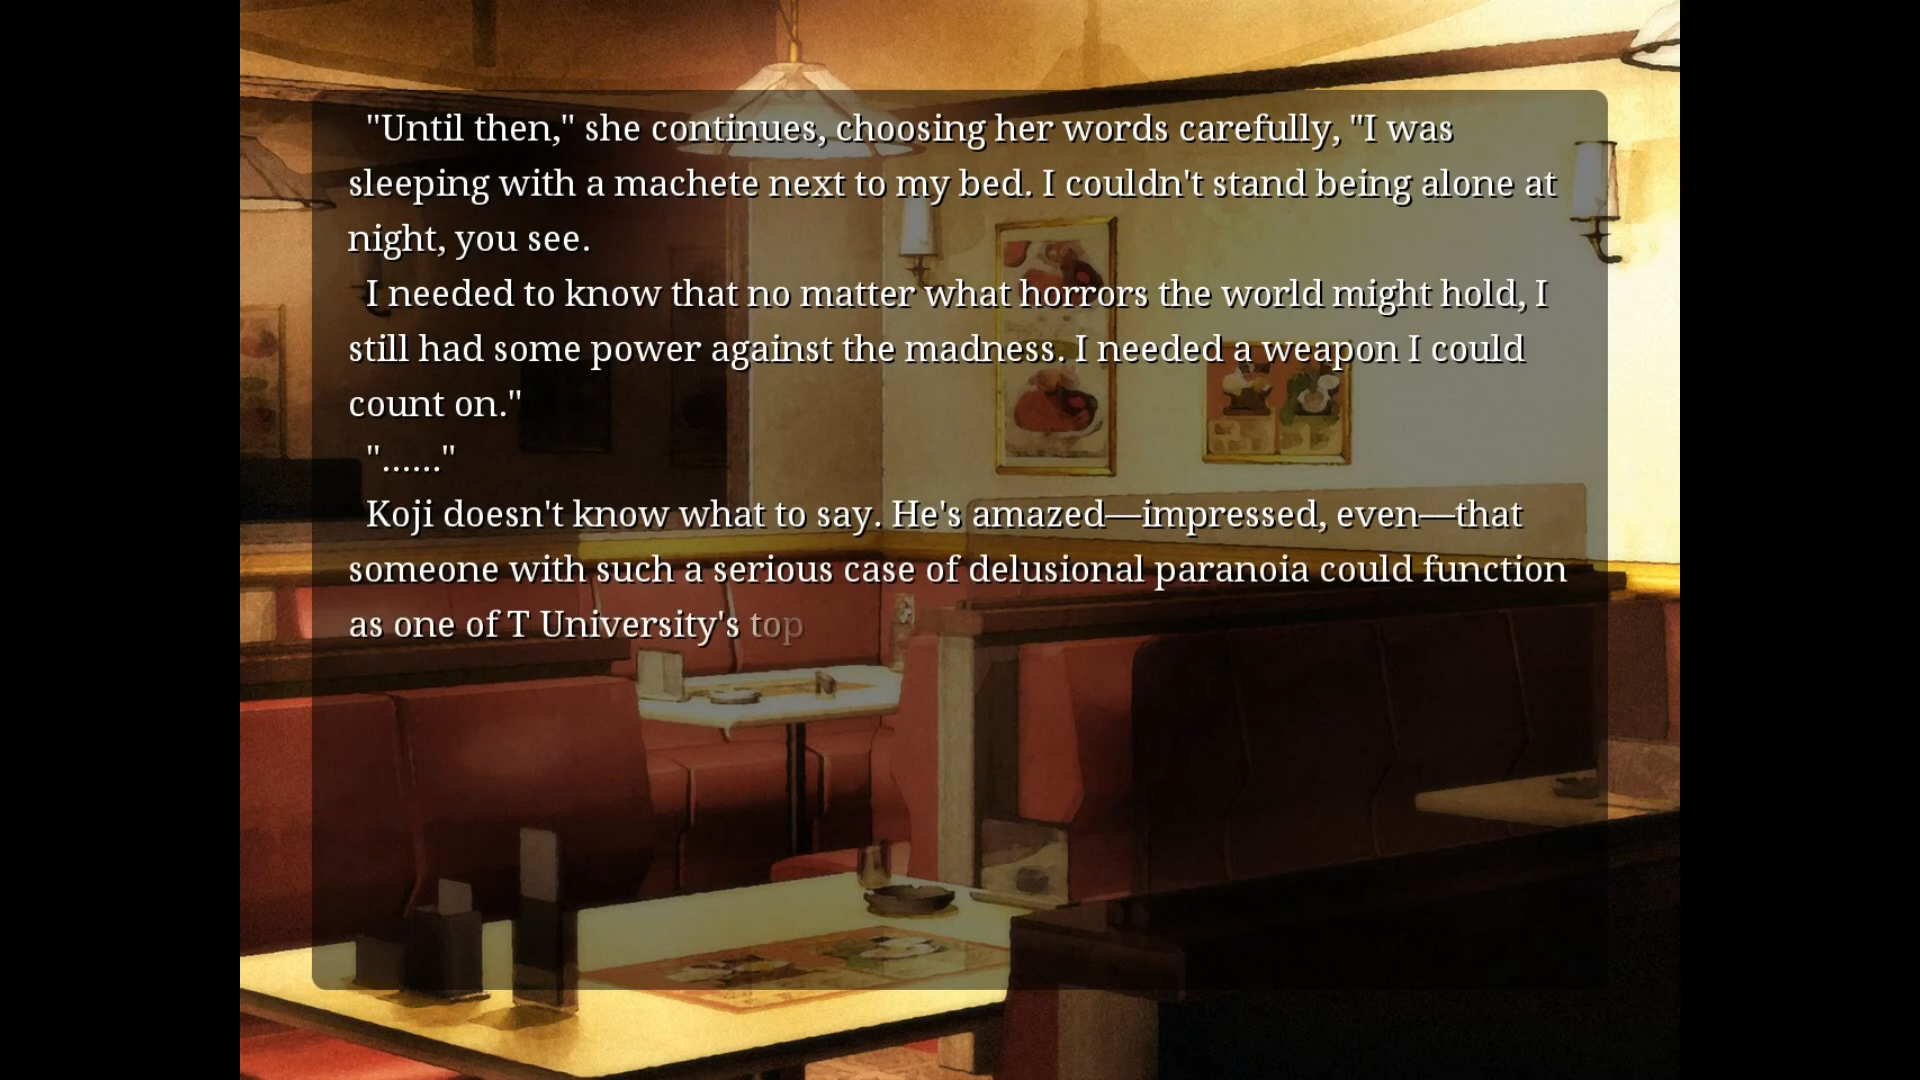 "Until then," she continues, choosing her words carefully, "I was
sleeping with a machete next to my bed. I couldn't stand being alone at
night, you see.
I needed to know that no matter what horrors the world might hold, I
still had some power against the madness. I needed a weapon I could
count on."
"......"
Koji doesn't know what to say. He's amazed—impressed, even—that
someone with such a serious case of delusional paranoia could function
as one of T University's top